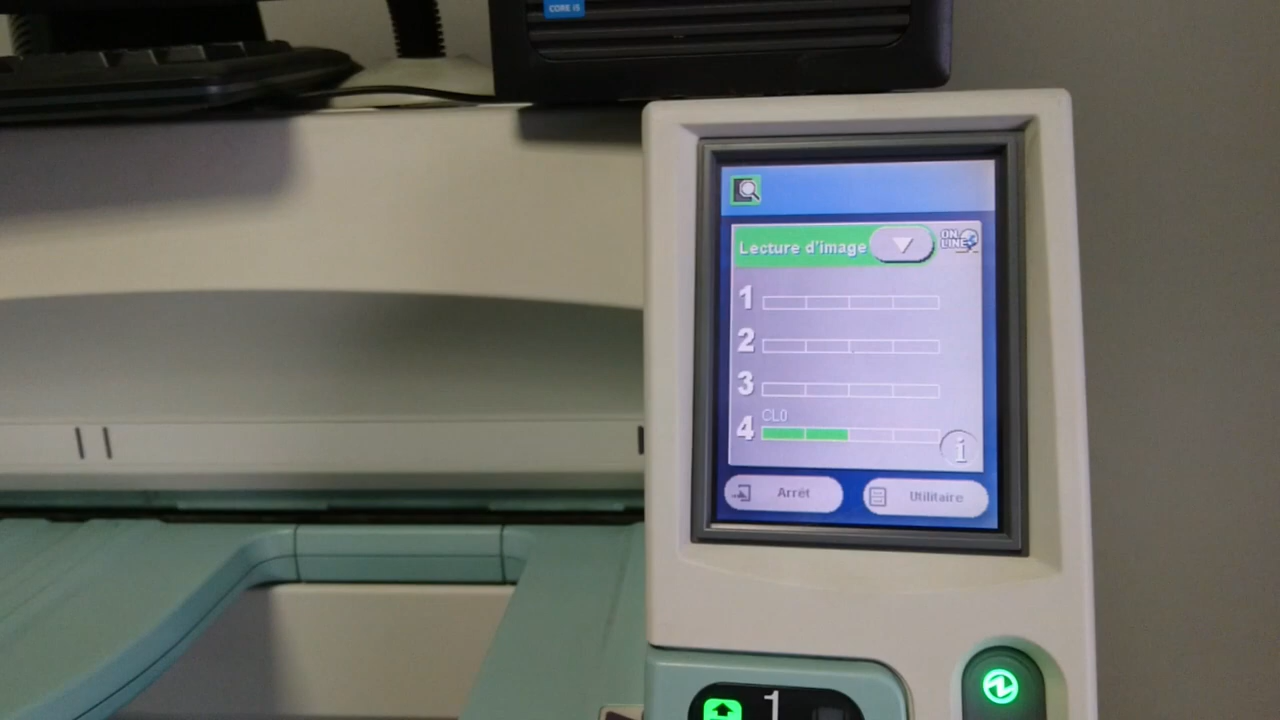 CORE i5
Lecture d'image
ON
LINE
1
2
3
CL0
4
i
Arrêt
Utilitaire
1